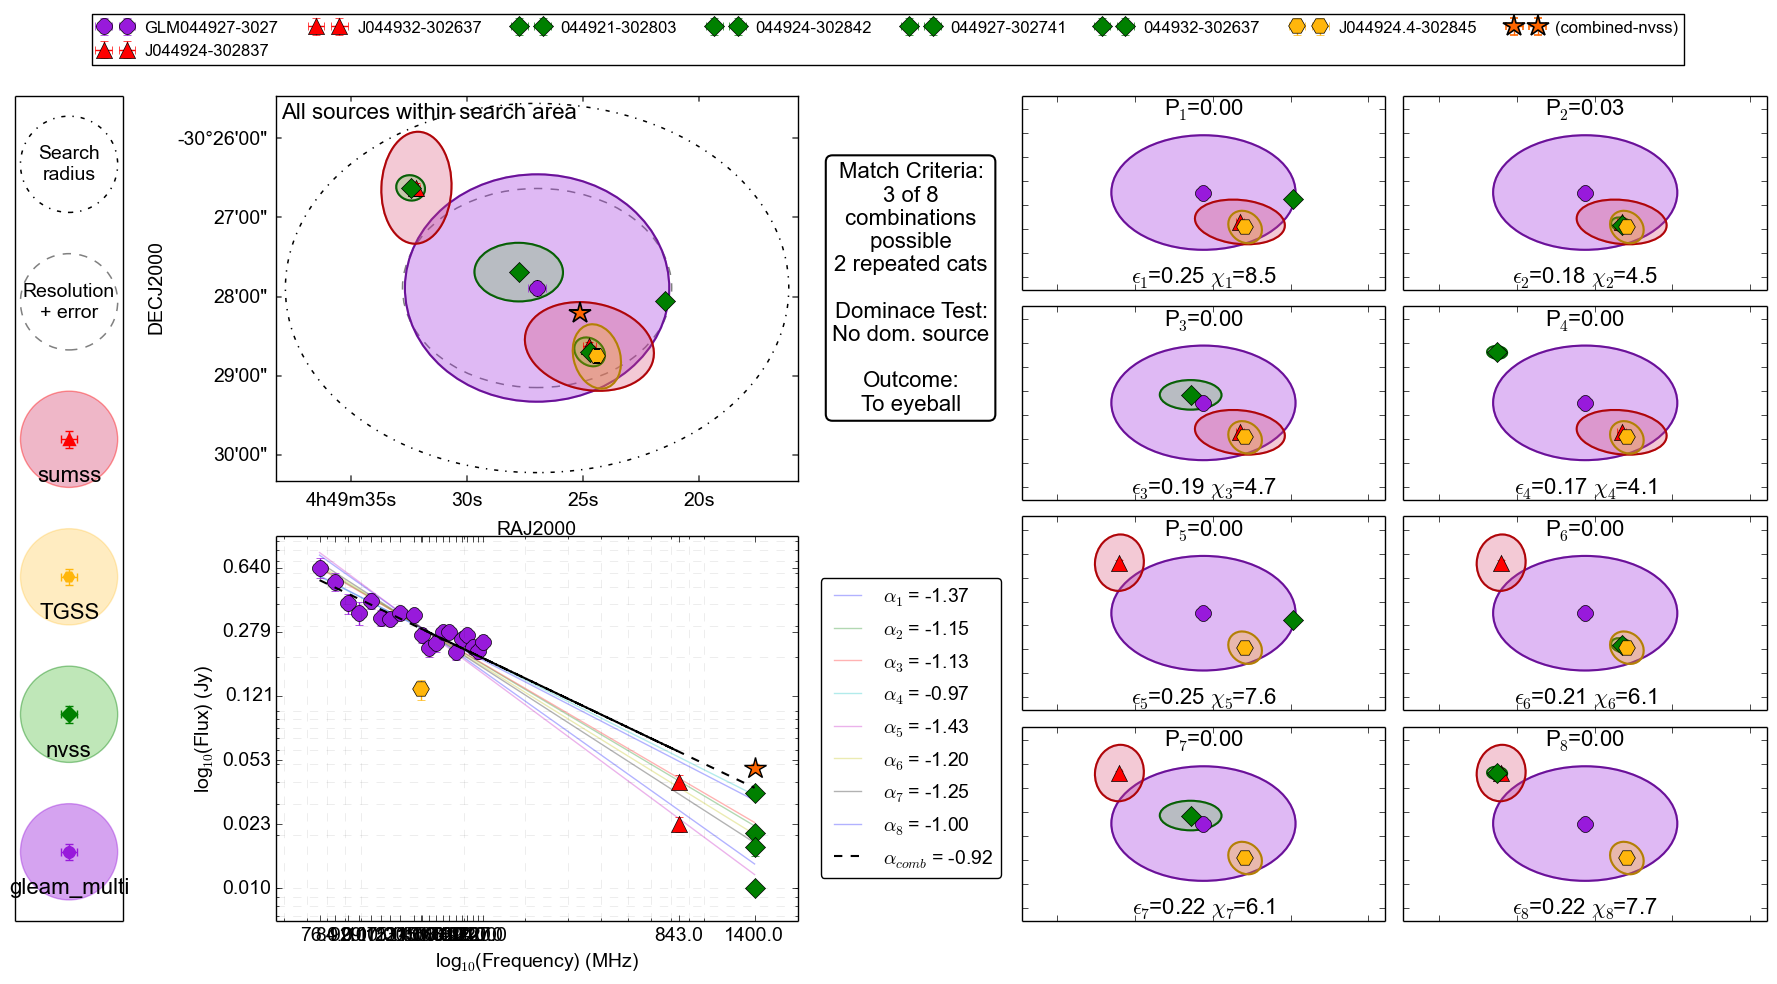 GLM044927-3027 J044932-302637 044921-302803 044924-302842 044927-302741 044932-302637 J044924.4-302845 (combined-nvss)
J044924-302837
Search
radius
Resolution
+ error
sumss
TGSS
nvss
gleam_multi
All sources within search area
-30°26'00"
27'00"
28'00"
29'00"
30'00"
DECJ2000
4h49m35s 30s 25s 20s
RAJ2000
Match Criteria:
3 of 8
combinations
possible
2 repeated cats
Dominace Test:
No dom. source
Outcome:
To eyeball
0.640
0.279
0.121
0.053
0.023
0.010
log10(Flux) (Jy)
843.0 1400.0
log10(Frequency) (MHz)
α1 = -1.37
α2 = -1.15
α3 = -1.13
α4 = -0.97
α5 = -1.43
α6 = -1.20
α7 = -1.25
α8 = -1.00
αcomb = -0.92
P1=0.00
ϵ1=0.25 χ1=8.5
P2=0.03
ϵ2=0.18 χ2=4.5
P3=0.00
ϵ3=0.19 χ3=4.7
P4=0.00
ϵ4=0.17 χ4=4.1
P5=0.00
ϵ5=0.25 χ5=7.6
P6=0.00
ϵ6=0.21 χ6=6.1
P7=0.00
ϵ7=0.22 χ7=6.1
P8=0.00
ϵ8=0.22 χ8=7.7